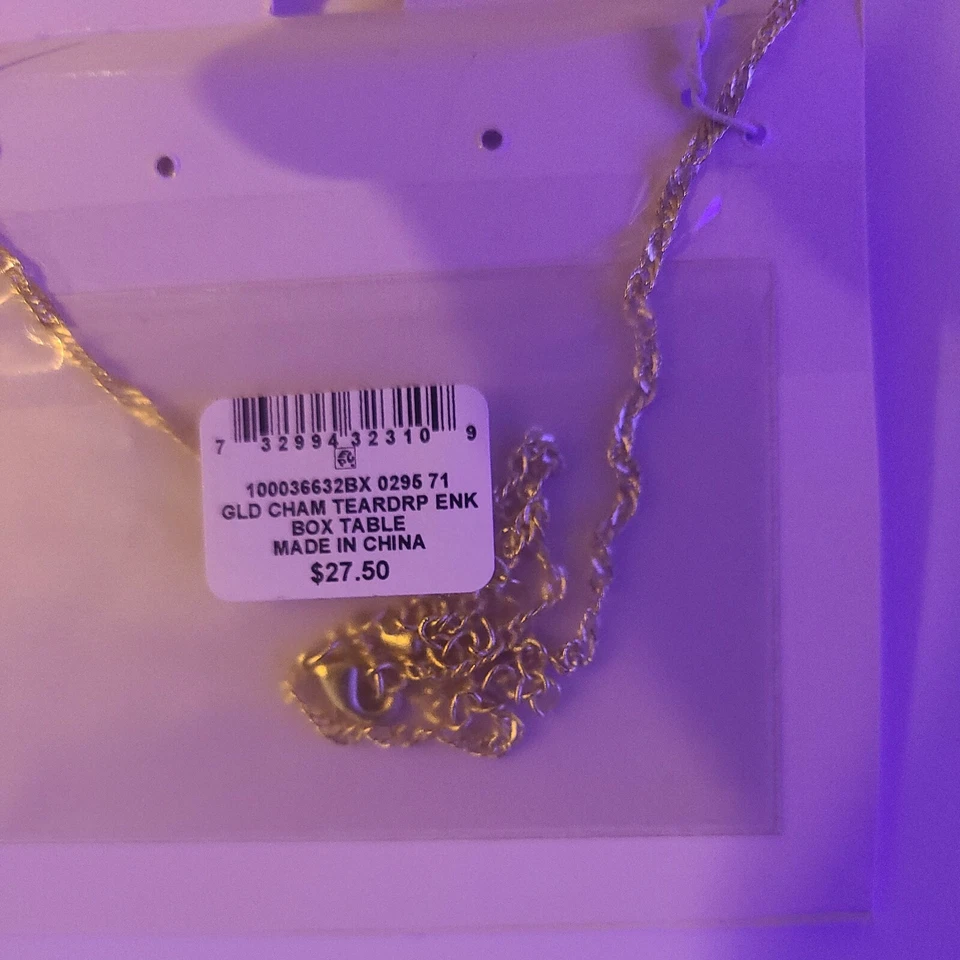 7 32994 32310 9
100036632BX 0295 71
GLD CHAM TEARDRP ENK
BOX TABLE
MADE IN CHINA
$27.50